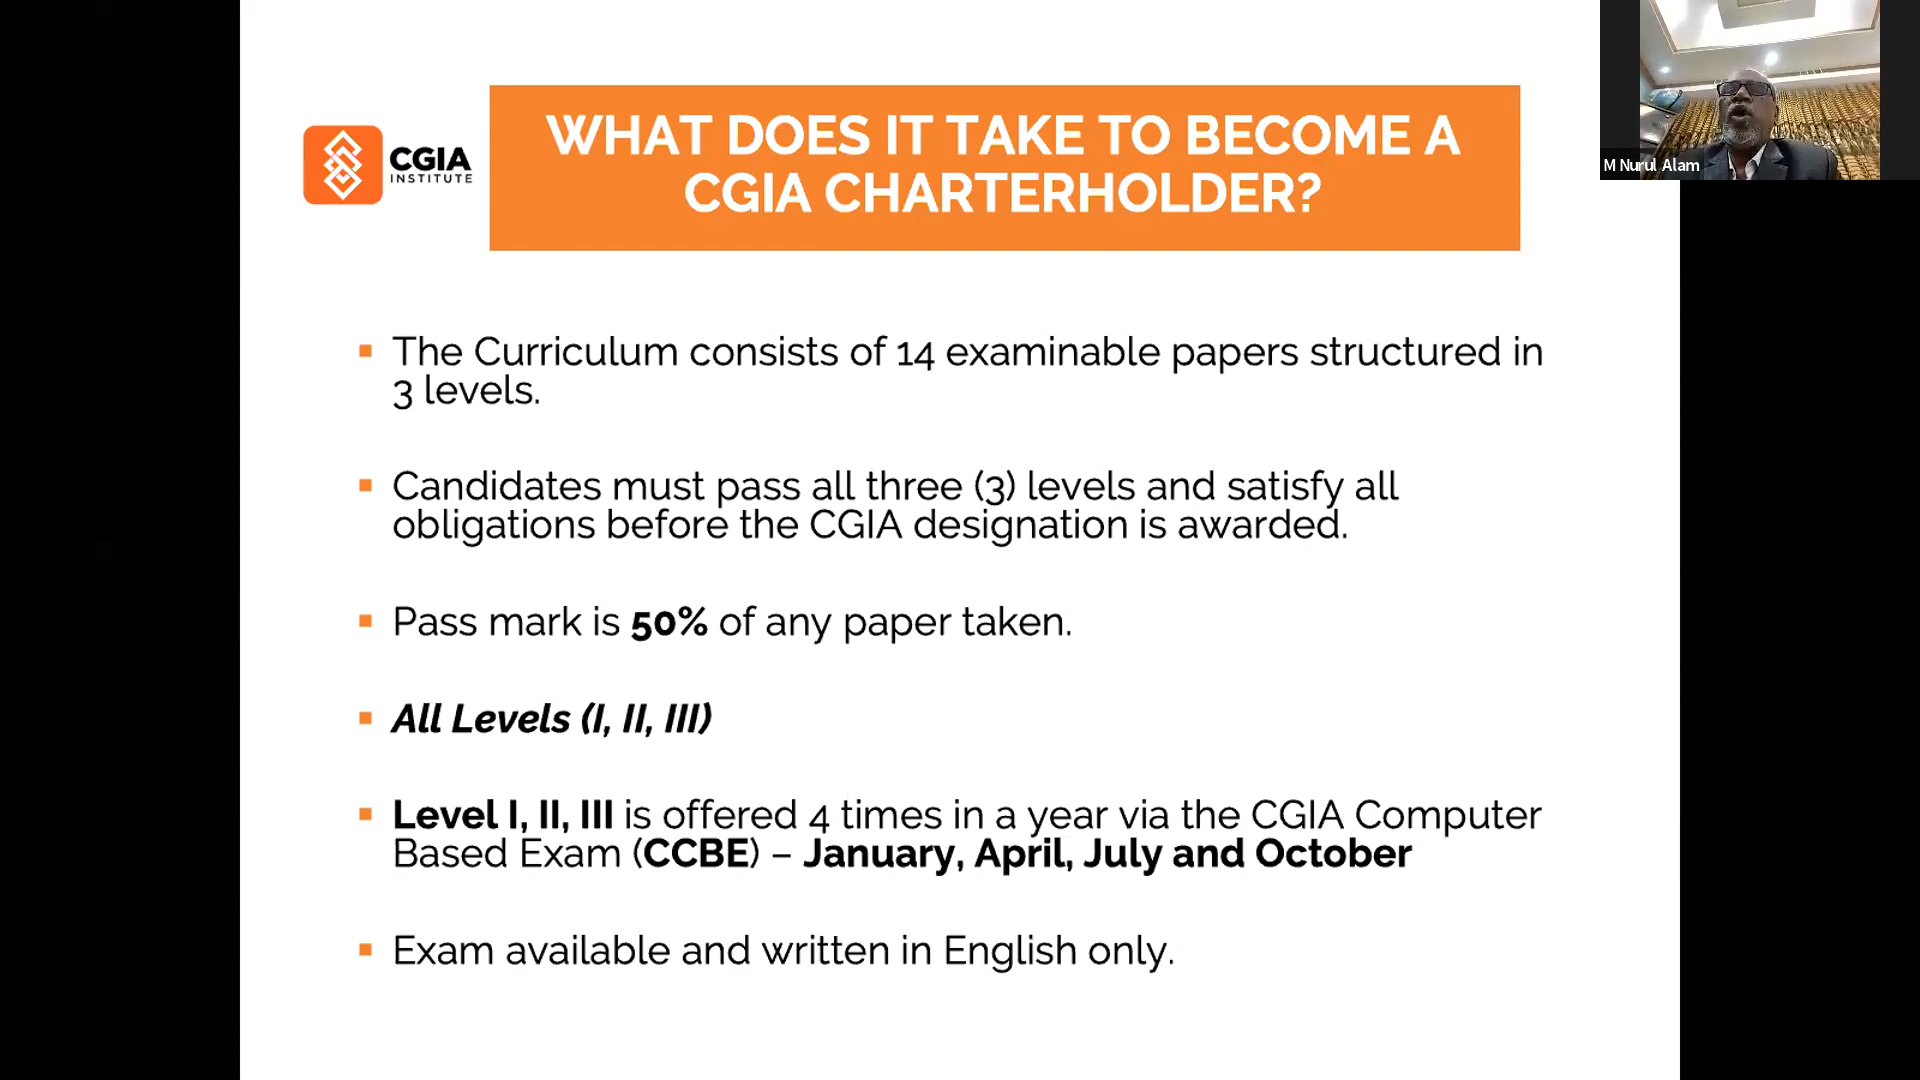 CGIA
INSTITUTE
WHAT DOES IT TAKE TO BECOME A
CGIA CHARTERHOLDER?
M Nurul Alam
The Curriculum consists of 14 examinable papers structured in
3 levels.
Candidates must pass all three (3) levels and satisfy all
obligations before the CGIA designation is awarded.
Pass mark is 50% of any paper taken.
All Levels (I, II, III)
Level I, II, III is offered 4 times in a year via the CGIA Computer
Based Exam (CCBE) – January, April, July and October
Exam available and written in English only.